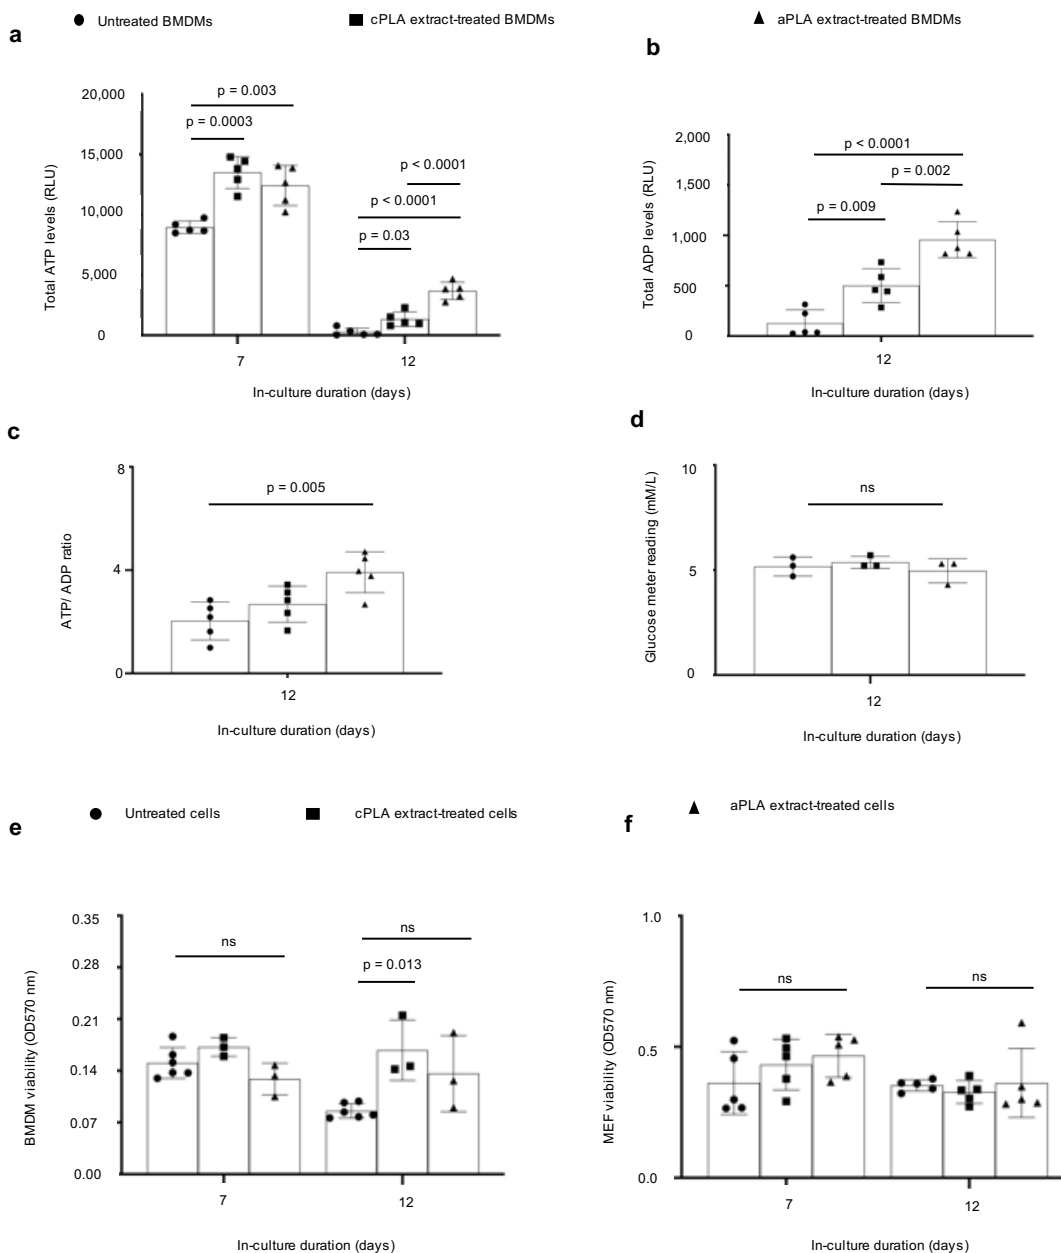 Untreated BMDMs
cPLA extract-treated BMDMs
aPLA extract-treated BMDMs
a
Total ATP levels (RLU)
20,000
15,000
10,000
5,000
0
p = 0.003
p = 0.0003
p < 0.0001
p < 0.0001
p = 0.03
7
12
In-culture duration (days)
b
Total ADP levels (RLU)
2,000
1,500
1,000
500
0
p < 0.0001
p = 0.002
p = 0.009
12
In-culture duration (days)
c
ATP/ ADP ratio
8
4
0
p = 0.005
12
In-culture duration (days)
d
Glucose meter reading (mM/L)
10
5
0
ns
12
In-culture duration (days)
Untreated cells
cPLA extract-treated cells
aPLA extract-treated cells
e
BMDM viability (OD570 nm)
0.35
0.28
0.21
0.14
0.07
0.00
ns
ns
p = 0.013
7
12
In-culture duration (days)
f
MEF viability (OD570 nm)
1.0
0.5
0.0
ns
ns
7
12
In-culture duration (days)